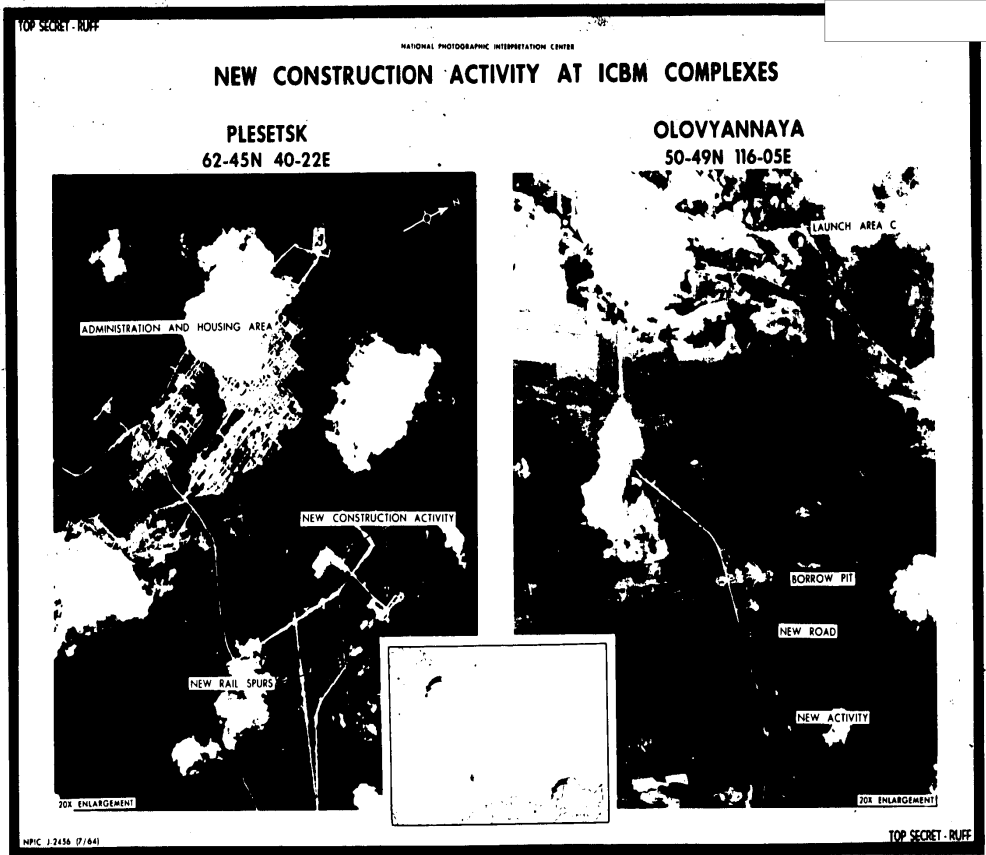 TOP SECRET - RUFF
NATIONAL PHOTOGRAPHIC INTERPRETATION CENTER
NEW CONSTRUCTION ACTIVITY AT ICBM COMPLEXES
PLESETSK
62-45N 40-22E
N
ADMINISTRATION AND HOUSING AREA
NEW CONSTRUCTION ACTIVITY
NEW RAIL SPURS
20X ENLARGEMENT
OLOVYANNAYA
50-49N 116-05E
LAUNCH AREA C
BORROW PIT
NEW ROAD
NEW ACTIVITY
20X ENLARGEMENT
NPIC J-2456 (7/64)
TOP SECRET - RUFF